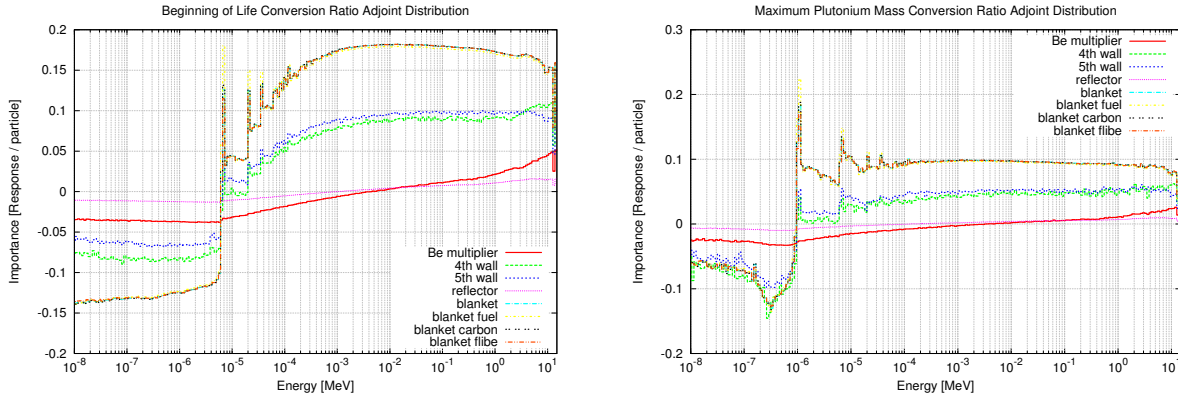 Beginning of Life Conversion Ratio Adjoint Distribution
Importance [Response / particle]
0.2
0.15
0.1
0.05
0
-0.05
-0.1
-0.15
-0.2
Be multiplier
4th wall
5th wall
reflector
blanket
blanket fuel
blanket carbon
blanket flibe
10^-8 10^-7 10^-6 10^-5 10^-4 10^-3 10^-2 10^-1 10^0 10^1
Energy [MeV]
Maximum Plutonium Mass Conversion Ratio Adjoint Distribution
Importance [Response / particle]
0.3
0.2
0.1
0
-0.1
-0.2
Be multiplier
4th wall
5th wall
reflector
blanket
blanket fuel
blanket carbon
blanket flibe
10^-8 10^-7 10^-6 10^-5 10^-4 10^-3 10^-2 10^-1 10^0 10^1
Energy [MeV]